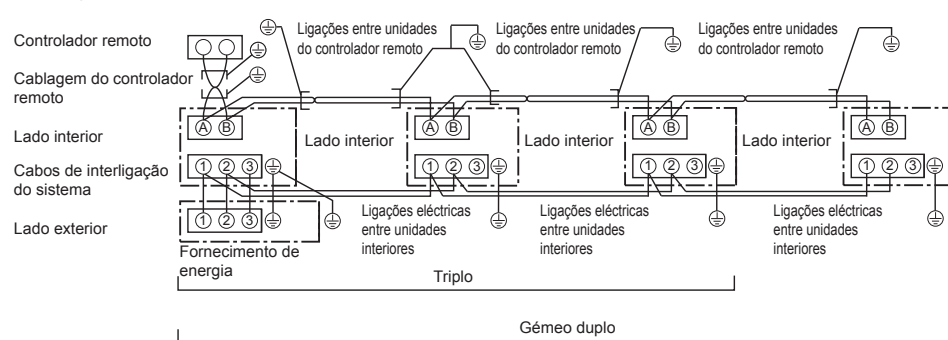 Controlador remoto
Cablagem do controlador
remoto
Lado interior
Cabos de interligação
do sistema
Lado exterior
Ligações entre unidades
do controlador remoto
Ligações entre unidades
do controlador remoto
Ligações entre unidades
do controlador remoto
A B
A B
A B
A B
Lado interior
Lado interior
Lado interior
1 2 3
1 2 3
1 2 3
1 2 3
1 2 3
Fornecimento de
energia
Ligações eléctricas
entre unidades
interiores
Ligações eléctricas
entre unidades
interiores
Ligações eléctricas
entre unidades
interiores
Triplo
Gémeo duplo